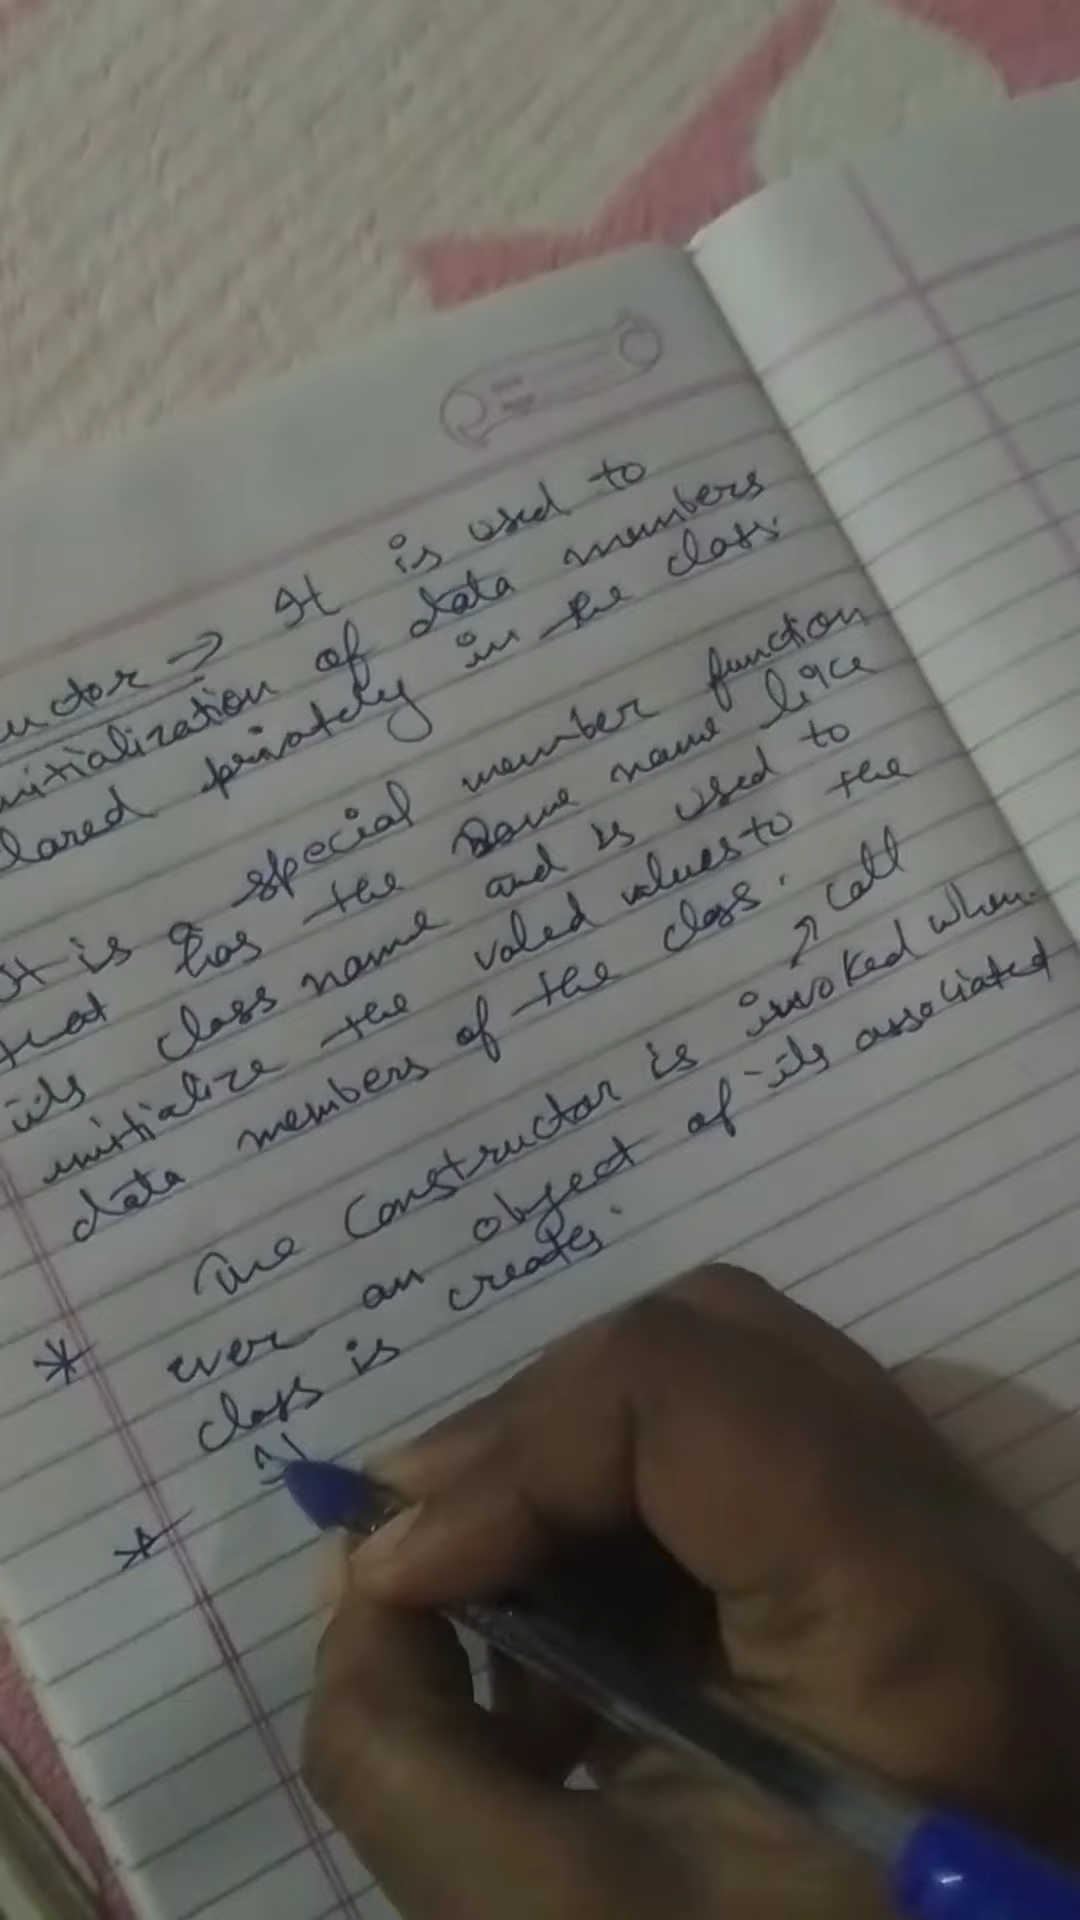 uctor → It is used to
initialization of data members
lared privately in the class.
It is a special member function
that has the same name like
its class name and is used to
initialize the valed values to the
data members of the class.
call
* The Constructor is invoked when
ever an object of its associated
class is creates.
*